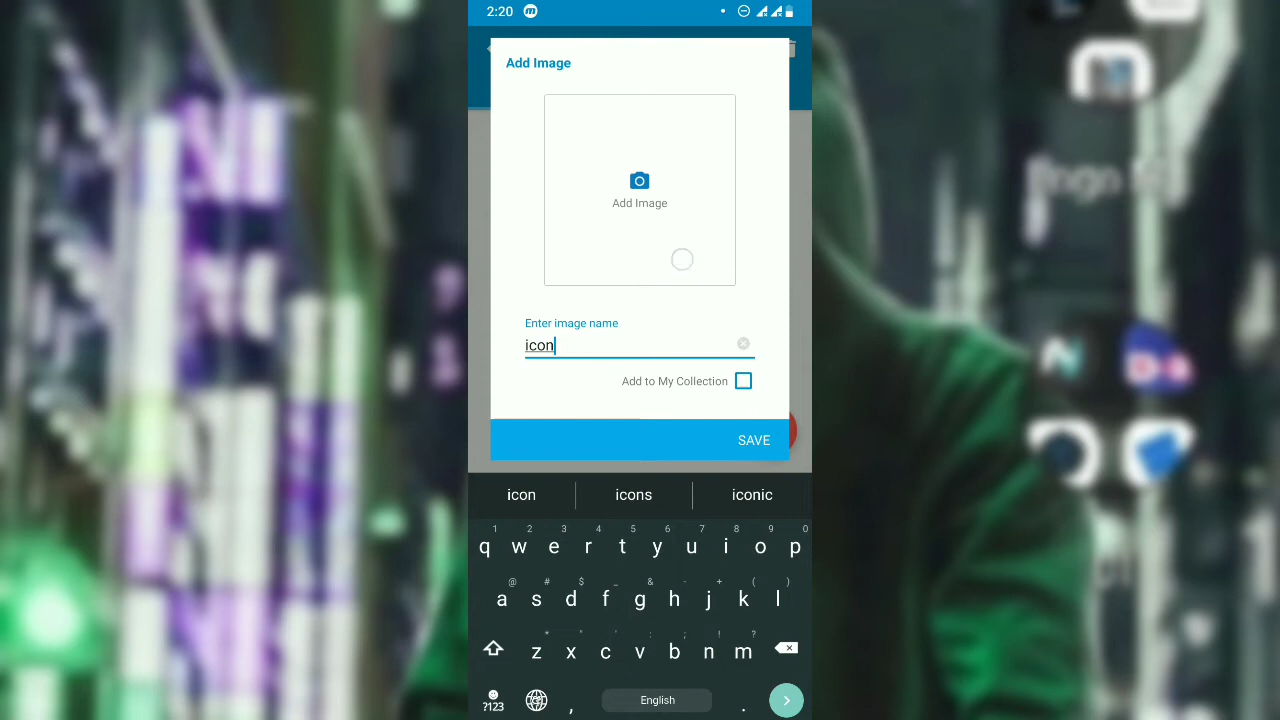 2:20 m
Add Image
Add Image
Enter image name
icon
Add to My Collection
SAVE
icon icons iconic
1 2 3 4 5 6 7 8 9 0
q w e r t y u i o p
@ # $ _ & - + ( )
a s d f g h j k l
* " ' : ; ! ?
z x c v b n m
?123 , English .